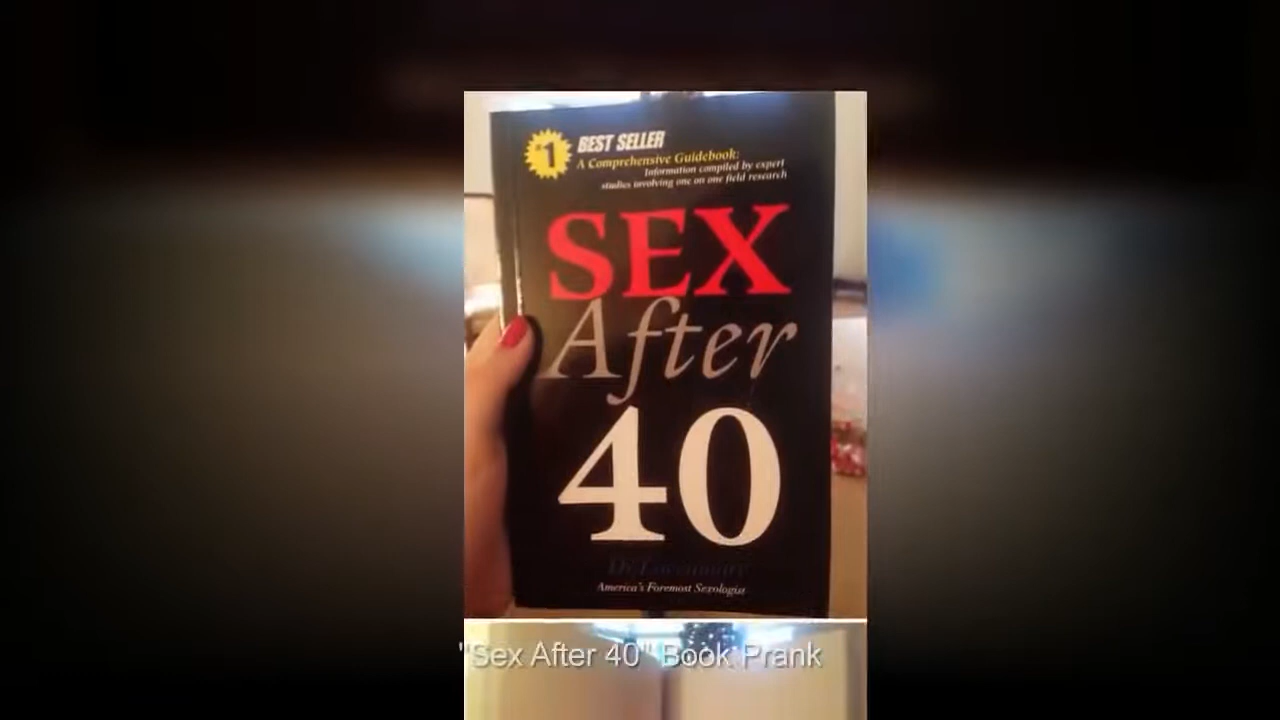 #1 BEST SELLER
A Comprehensive Guidebook:
Information compiled by expert
studies involving one on one field research
SEX
After
40
America's Foremost Sexologist
"Sex After 40" Book Prank